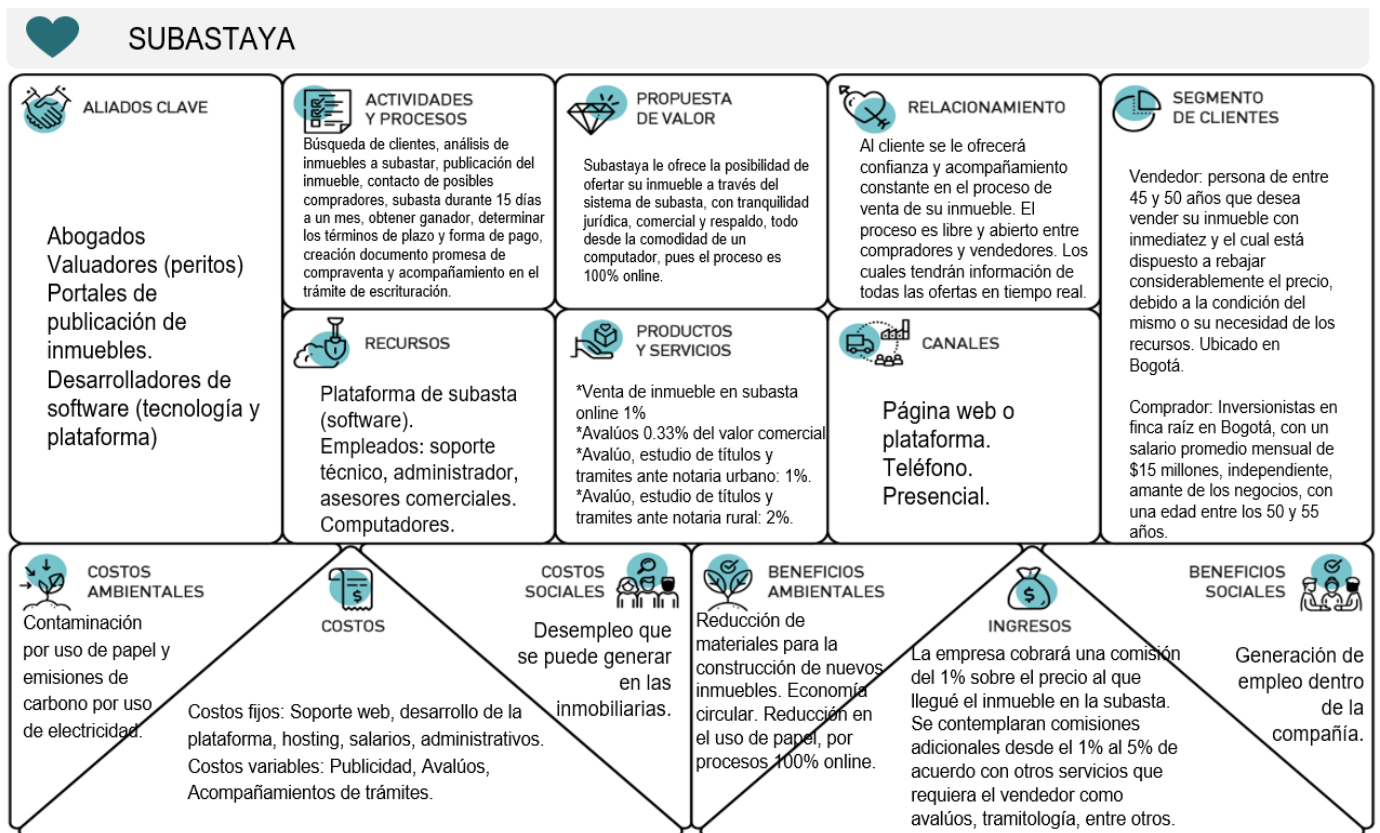 SUBASTAYA
ALIADOS CLAVE
Abogados
Valuadores (peritos)
Portales de
publicación de
inmuebles.
Desarrolladores de
software (tecnología y
plataforma)
ACTIVIDADES
Y PROCESOS
Búsqueda de clientes, análisis de
inmuebles a subastar, publicación del
inmueble, contacto de posibles
compradores, subasta durante 15 días
a un mes, obtener ganador, determinar
los términos de plazo y forma de pago,
creación documento promesa de
compraventa y acompañamiento en el
trámite de escrituración.
RECURSOS
Plataforma de subasta
(software).
Empleados: soporte
técnico, administrador,
asesores comerciales.
Computadores.
PROPUESTA
DE VALOR
Subastaya le ofrece la posibilidad de
ofertar su inmueble a través del
sistema de subasta, con tranquilidad
jurídica, comercial y respaldo, todo
desde la comodidad de un
computador, pues el proceso es
100% online.
PRODUCTOS
Y SERVICIOS
*Venta de inmueble en subasta
online 1%
*Avalúos 0.33% del valor comercial
*Avalúo, estudio de títulos y
tramites ante notaria urbano: 1%.
*Avalúo, estudio de títulos y
tramites ante notaria rural: 2%.
RELACIONAMIENTO
Al cliente se le ofrecerá
confianza y acompañamiento
constante en el proceso de
venta de su inmueble. El
proceso es libre y abierto entre
compradores y vendedores. Los
cuales tendrán información de
todas las ofertas en tiempo real.
CANALES
Página web o
plataforma.
Teléfono.
Presencial.
SEGMENTO
DE CLIENTES
Vendedor: persona de entre
45 y 50 años que desea
vender su inmueble con
inmediatez y el cual está
dispuesto a rebajar
considerablemente el precio,
debido a la condición del
mismo o su necesidad de los
recursos. Ubicado en
Bogotá.
Comprador: Inversionistas en
finca raíz en Bogotá, con un
salario promedio mensual de
$15 millones, independiente,
amante de los negocios, con
una edad entre los 50 y 55
años.
COSTOS
AMBIENTALES
Contaminación
por uso de papel y
emisiones de
carbono por uso
de electricidad.
COSTOS
Costos fijos: Soporte web, desarrollo de la
plataforma, hosting, salarios, administrativos.
Costos variables: Publicidad, Avalúos,
Acompañamientos de trámites.
COSTOS
SOCIALES
Desempleo que
se puede generar
en las
inmobiliarias.
BENEFICIOS
AMBIENTALES
Reducción de
materiales para la
construcción de nuevos
inmuebles. Economía
circular. Reducción en
el uso de papel, por
procesos 100% online.
INGRESOS
La empresa cobrará una comisión
del 1% sobre el precio al que
llegué el inmueble en la subasta.
Se contemplaran comisiones
adicionales desde el 1% al 5% de
acuerdo con otros servicios que
requiera el vendedor como
avalúos, tramitología, entre otros.
BENEFICIOS
SOCIALES
Generación de
empleo dentro
de la
compañía.